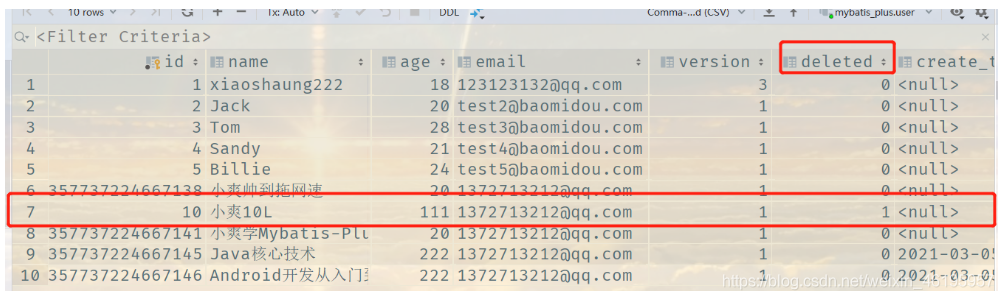 10 rows Tx: Auto DDL Comma-...d (CSV) mybatis_plus.user
<Filter Criteria>
id name age email version deleted create_t
1 1 xiaoshaung222 18 123123132@qq.com 3 0 <null>
2 2 Jack 20 test2@baomidou.com 1 0 <null>
3 3 Tom 28 test3@baomidou.com 1 0 <null>
4 4 Sandy 21 test4@baomidou.com 1 0 <null>
5 5 Billie 24 test5@baomidou.com 1 0 <null>
6 357737224667138 小爽帅到拖网速 20 1372713212@qq.com 1 0 <null>
7 10 小爽10L 111 1372713212@qq.com 1 1 <null>
8 357737224667141 小爽学Mybatis-Plu 20 1372713212@qq.com 1 0 <null>
9 357737224667145 Java核心技术 222 1372713212@qq.com 1 0 2021-03-05
10 357737224667146 Android开发从入门到 222 1372713212@qq.com 1 0 2021-03-05